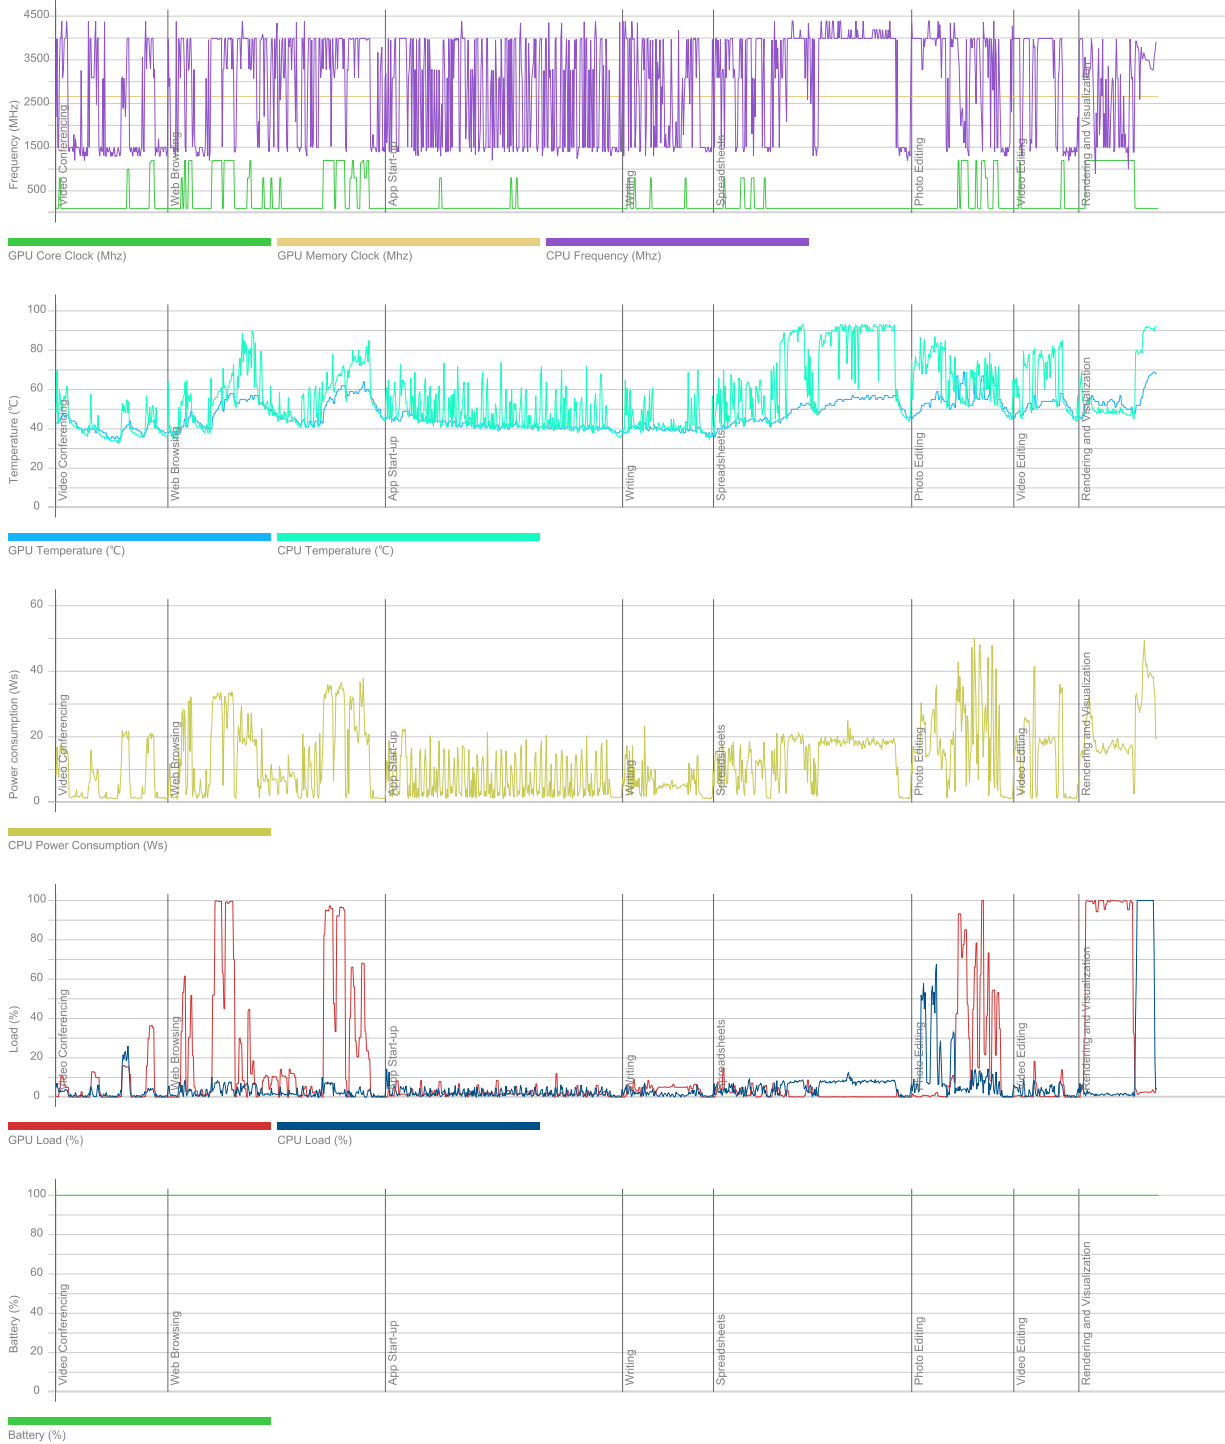 4500
3500
2500
1500
500
Frequency (MHz)
Video Conferencing
Web Browsing
App Start-up
Writing
Spreadsheets
Photo Editing
Video Editing
Rendering and Visualization
GPU Core Clock (Mhz)
GPU Memory Clock (Mhz)
CPU Frequency (Mhz)
100
80
60
40
20
0
Temperature (℃)
Video Conferencing
Web Browsing
App Start-up
Writing
Spreadsheets
Photo Editing
Video Editing
Rendering and Visualization
GPU Temperature (℃)
CPU Temperature (℃)
60
40
20
0
Power consumption (Ws)
Video Conferencing
Web Browsing
App Start-up
Writing
Spreadsheets
Photo Editing
Video Editing
Rendering and Visualization
CPU Power Consumption (Ws)
100
80
60
40
20
0
Load (%)
Video Conferencing
Web Browsing
App Start-up
Writing
Spreadsheets
Photo Editing
Video Editing
Rendering and Visualization
GPU Load (%)
CPU Load (%)
100
80
60
40
20
0
Battery (%)
Video Conferencing
Web Browsing
App Start-up
Writing
Spreadsheets
Photo Editing
Video Editing
Rendering and Visualization
Battery (%)